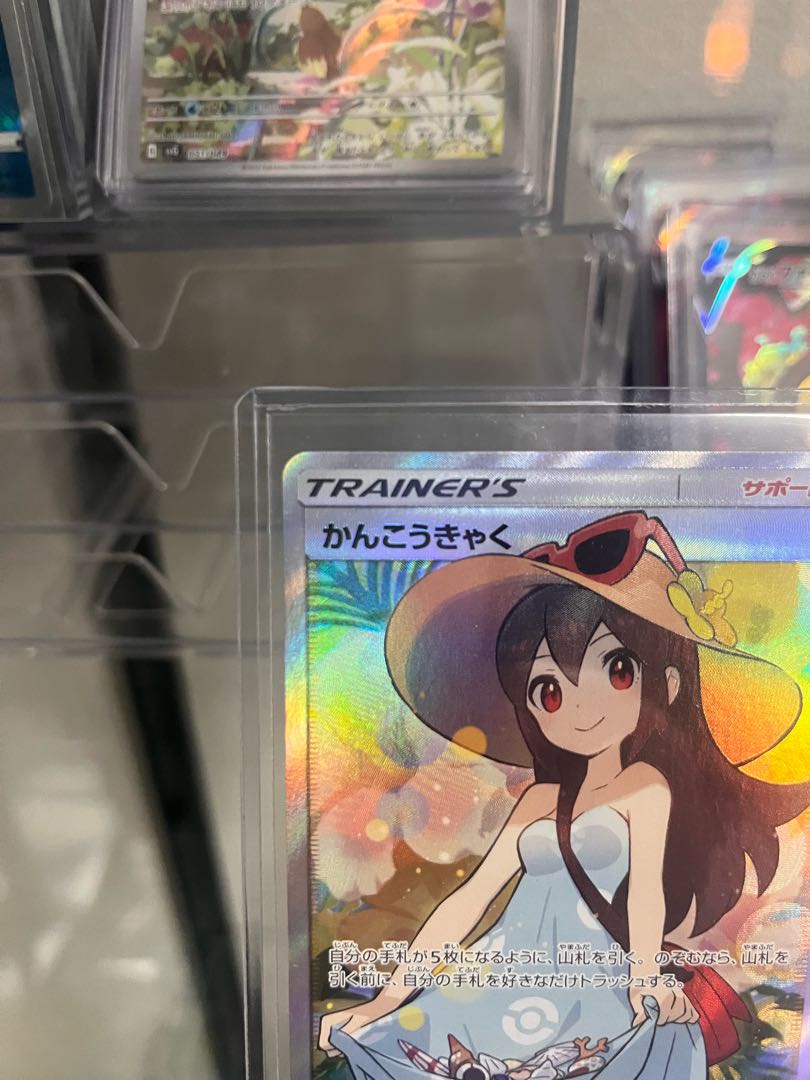 TRAINER'S
サポー
かんこうきゃく
自分の手札が5枚になるように、山札を引く。のぞむなら、山札を
引く前に、自分の手札を好きなだけトラッシュする。